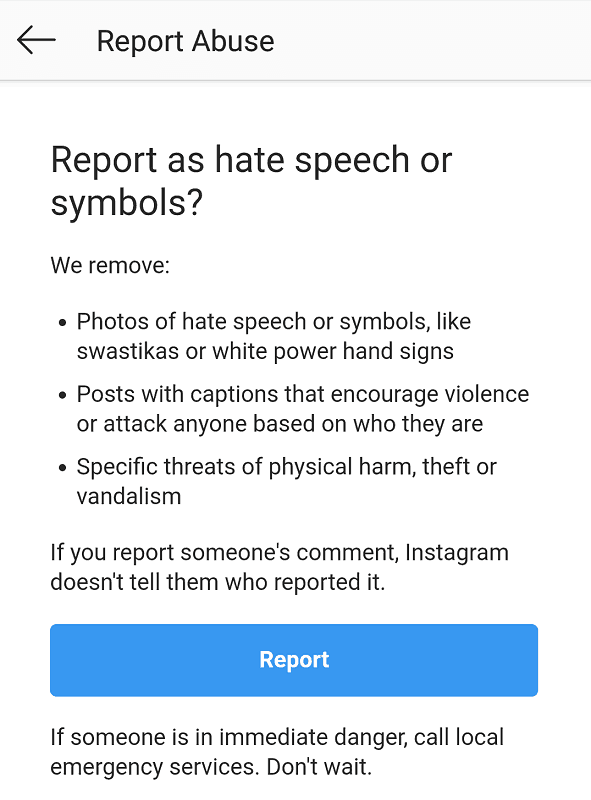 Report Abuse
Report as hate speech or
symbols?
We remove:
• Photos of hate speech or symbols, like
swastikas or white power hand signs
• Posts with captions that encourage violence
or attack anyone based on who they are
• Specific threats of physical harm, theft or
vandalism
If you report someone's comment, Instagram
doesn't tell them who reported it.
Report
If someone is in immediate danger, call local
emergency services. Don't wait.